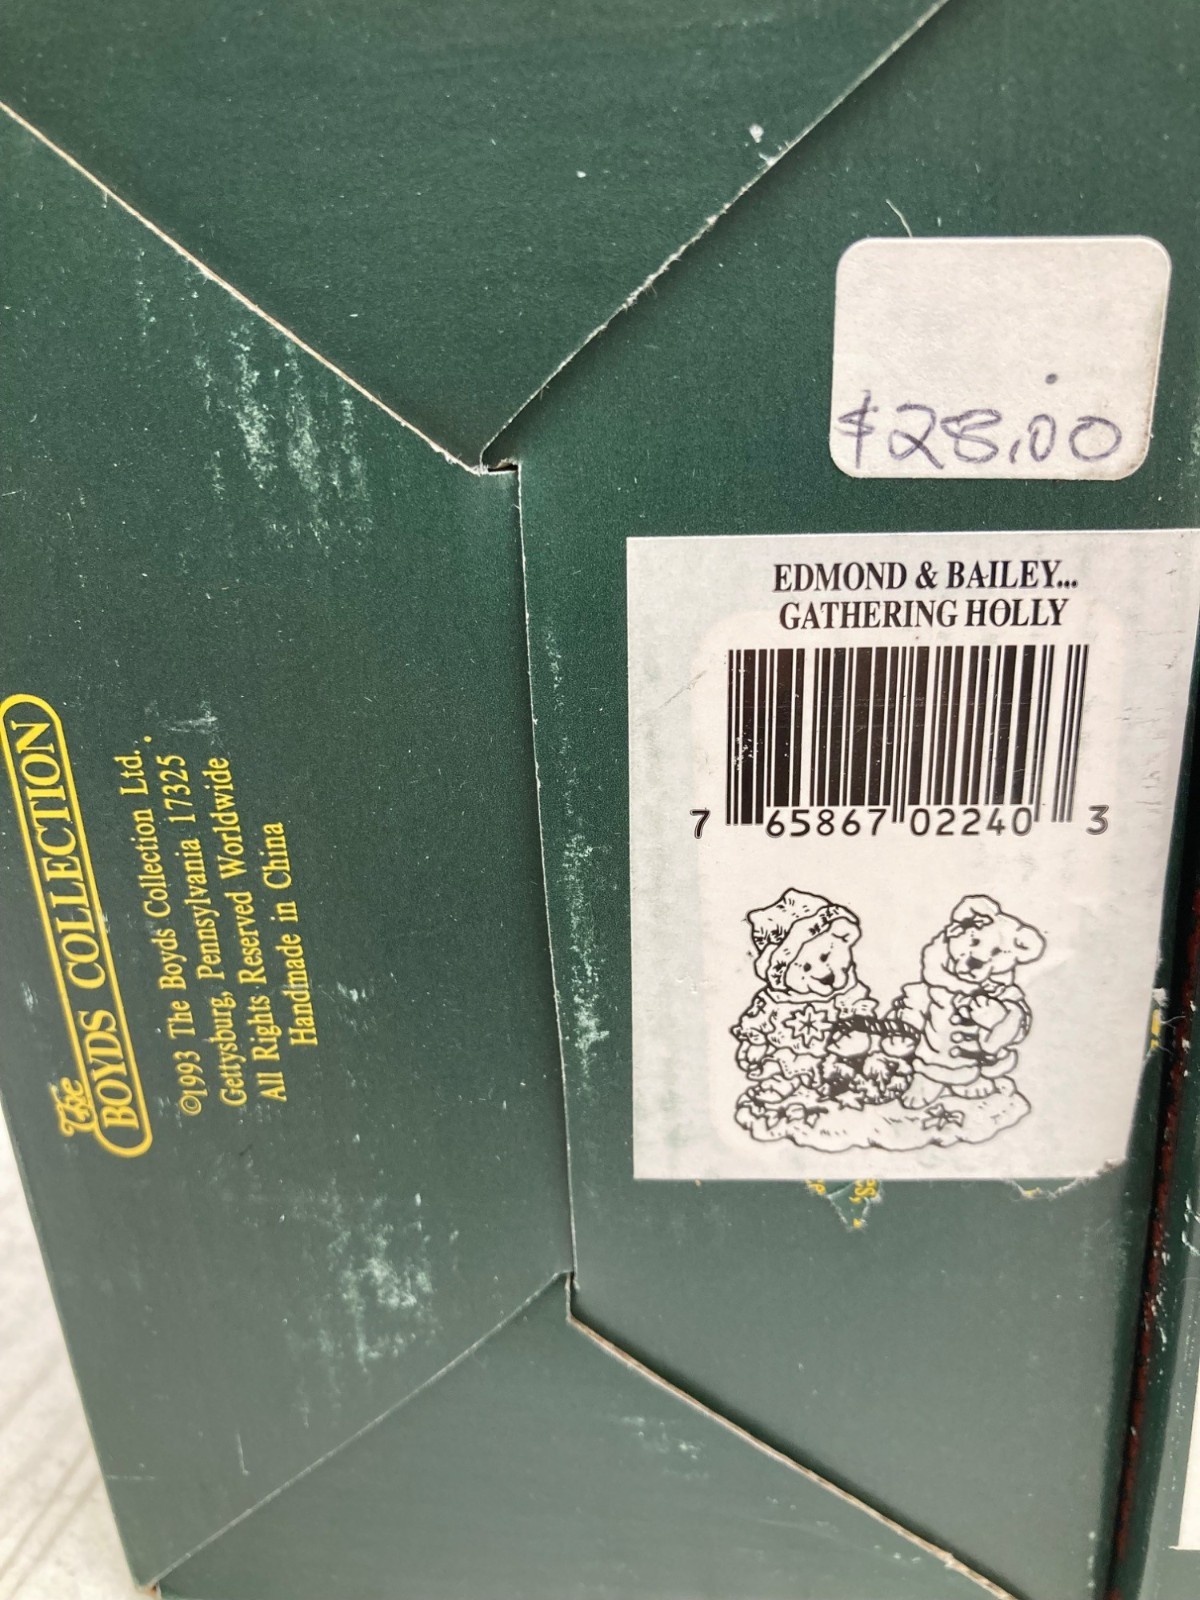 $28.00
EDMOND & BAILEY...
GATHERING HOLLY
7 65867 02240 3
The
BOYDS COLLECTION
©1993 The Boyds Collection Ltd.
Gettysburg, Pennsylvania 17325
All Rights Reserved Worldwide
Handmade in China